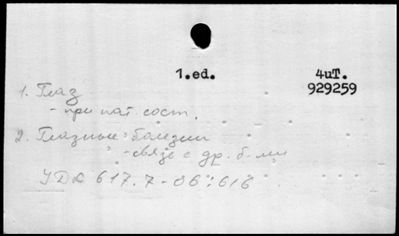 1.ed. 4uT.
929259
1. Глаз
- при пат. сост.
2. Глазные болезни
- связь с др. б-ми
УДК 617.7-06:616